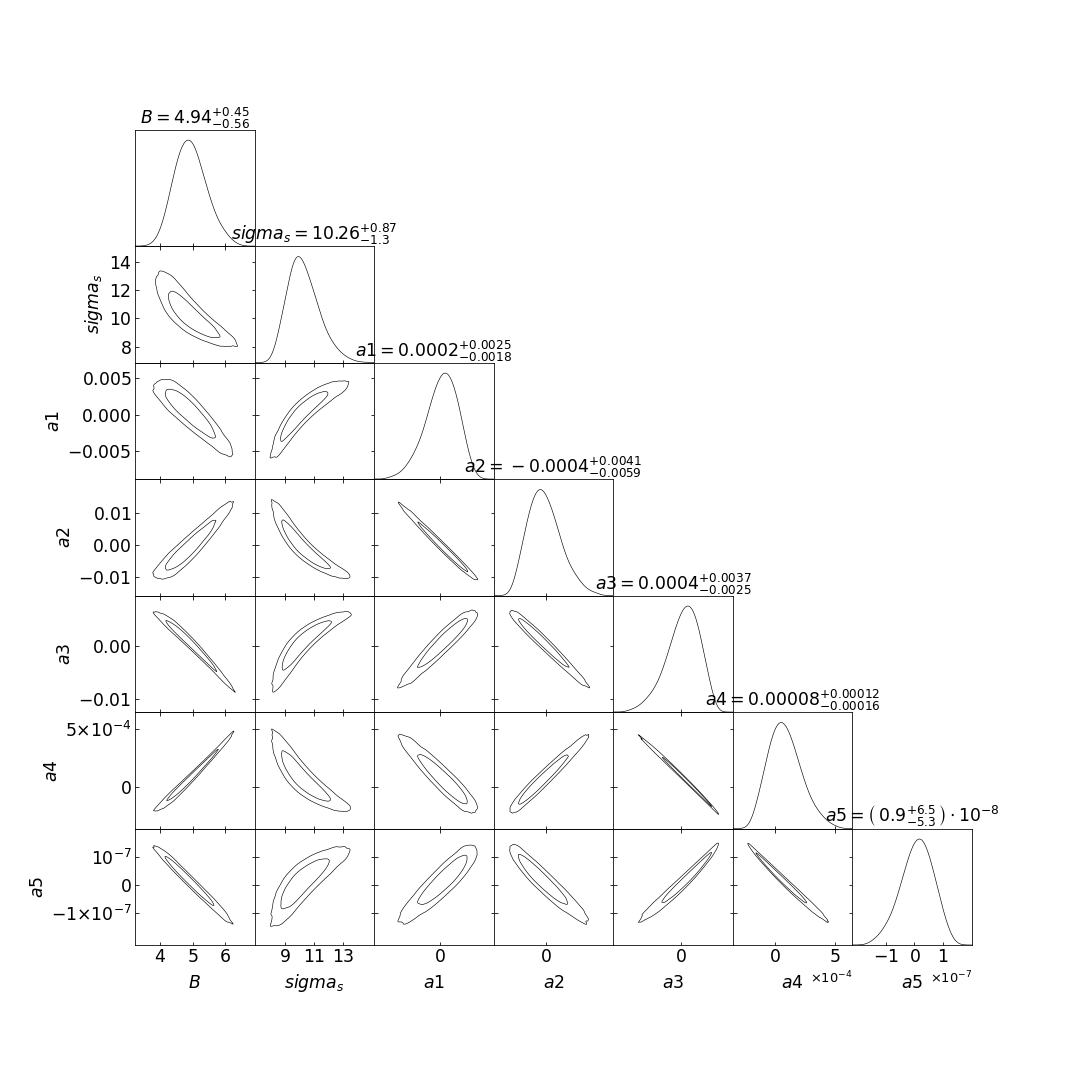 B = 4.94^{+0.45}_{-0.56}
sigma_s = 10.26^{+0.87}_{-1.3}
14
12
10
8
sigma_s
a1 = 0.0002^{+0.0025}_{-0.0018}
0.005
0.000
−0.005
a1
a2 = −0.0004^{+0.0041}_{-0.0059}
0.01
0.00
−0.01
a2
a3 = 0.0004^{+0.0037}_{-0.0025}
0.00
−0.01
a3
a4 = 0.00008^{+0.00012}_{-0.00016}
5×10^{−4}
0
a4
a5 = (0.9^{+6.5}_{-5.3}) · 10^{−8}
10^{−7}
0
−1×10^{−7}
a5
4 5 6 9 11 13 0 0 0 0 5 −1 0 1
B sigma_s a1 a2 a3 a4 ×10^{−4} a5 ×10^{−7}